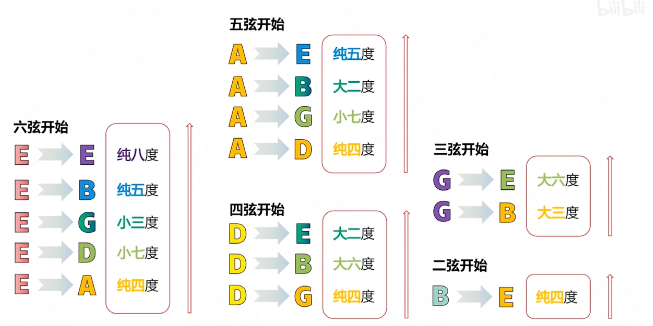 bilibili
五弦开始
A E 纯五度
A B 大二度
A G 小七度
A D 纯四度
六弦开始
E E 纯八度
E B 纯五度
E G 小三度
E D 小七度
E A 纯四度
四弦开始
D E 大二度
D B 大六度
D G 纯四度
三弦开始
G E 大六度
G B 大三度
二弦开始
B E 纯四度